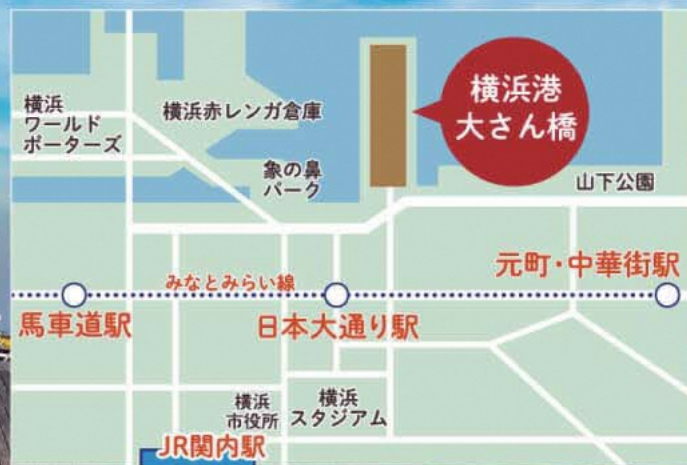 横浜
ワールド
ポーターズ
横浜赤レンガ倉庫
象の鼻
パーク
横浜港
大さん橋
山下公園
元町・中華街駅
みなとみらい線
馬車道駅
日本大通り駅
横浜
市役所
横浜
スタジアム
JR関内駅